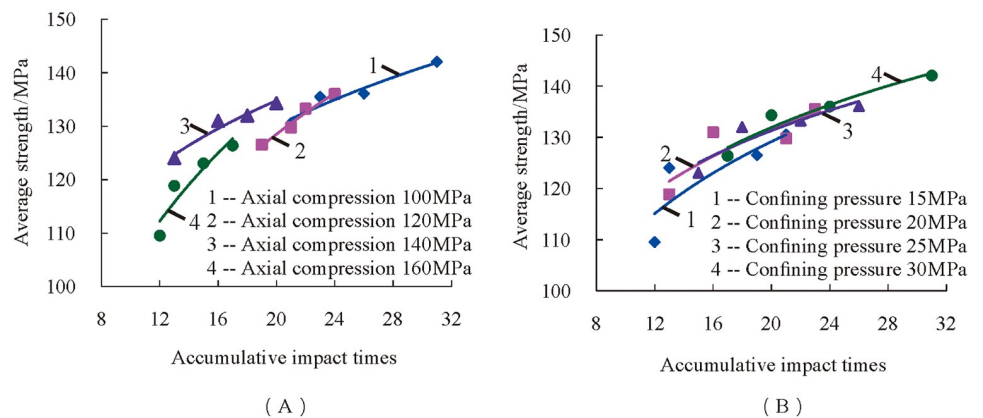 150
140
130
120
110
100
Average strength/MPa
1
3
2
4
1 -- Axial compression 100MPa
2 -- Axial compression 120MPa
3 -- Axial compression 140MPa
4 -- Axial compression 160MPa
8 12 16 20 24 28 32
Accumulative impact times
( A )
150
140
130
120
110
100
Average strength/MPa
4
3
2
1
1 -- Confining pressure 15MPa
2 -- Confining pressure 20MPa
3 -- Confining pressure 25MPa
4 -- Confining pressure 30MPa
8 12 16 20 24 28 32
Accumulative impact times
( B )